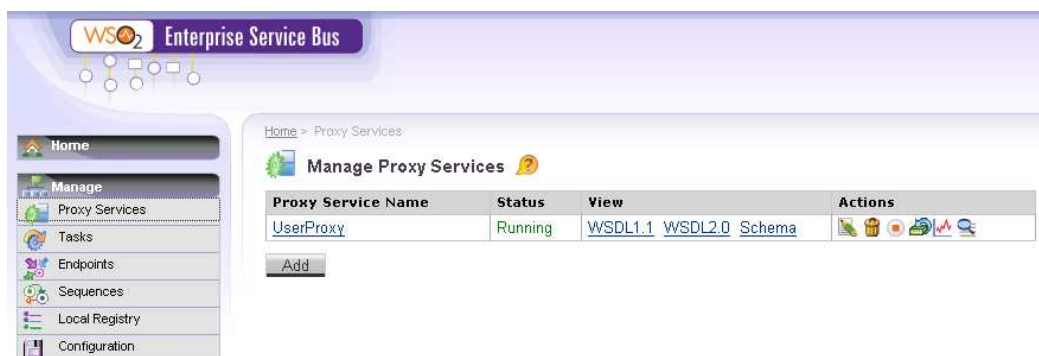 WSO2 Enterprise Service Bus
Home > Proxy Services
Home
Manage Proxy Services
Manage
Proxy Services
Tasks
Endpoints
Sequences
Local Registry
Configuration
Proxy Service Name Status View Actions
UserProxy Running WSDL1.1 WSDL2.0 Schema
Add